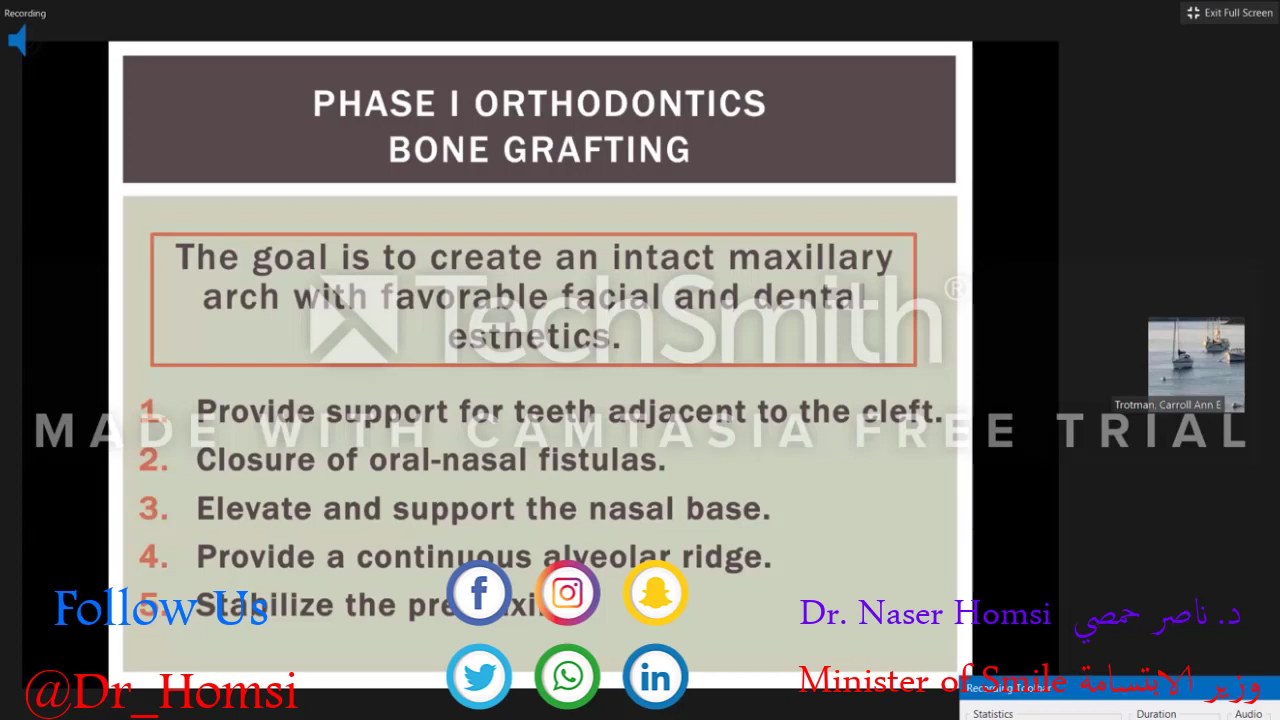 Recording
Exit Full Screen
PHASE I ORTHODONTICS
BONE GRAFTING
The goal is to create an intact maxillary
arch with favorable facial and dental
esthetics.
TechSmith®
1. Provide support for teeth adjacent to the cleft.
MADE WITH CAMTASIA FREE TRIAL
2. Closure of oral-nasal fistulas.
3. Elevate and support the nasal base.
4. Provide a continuous alveolar ridge.
5. Stabilize the
Trotman, Carroll Ann E
Follow Us
@Dr_Homsi
Dr. Naser Homsi د. ناصر حمصي
Minister of Smile وزير الابتسامة
Recording Toolbar
Statistics
Duration
Audio